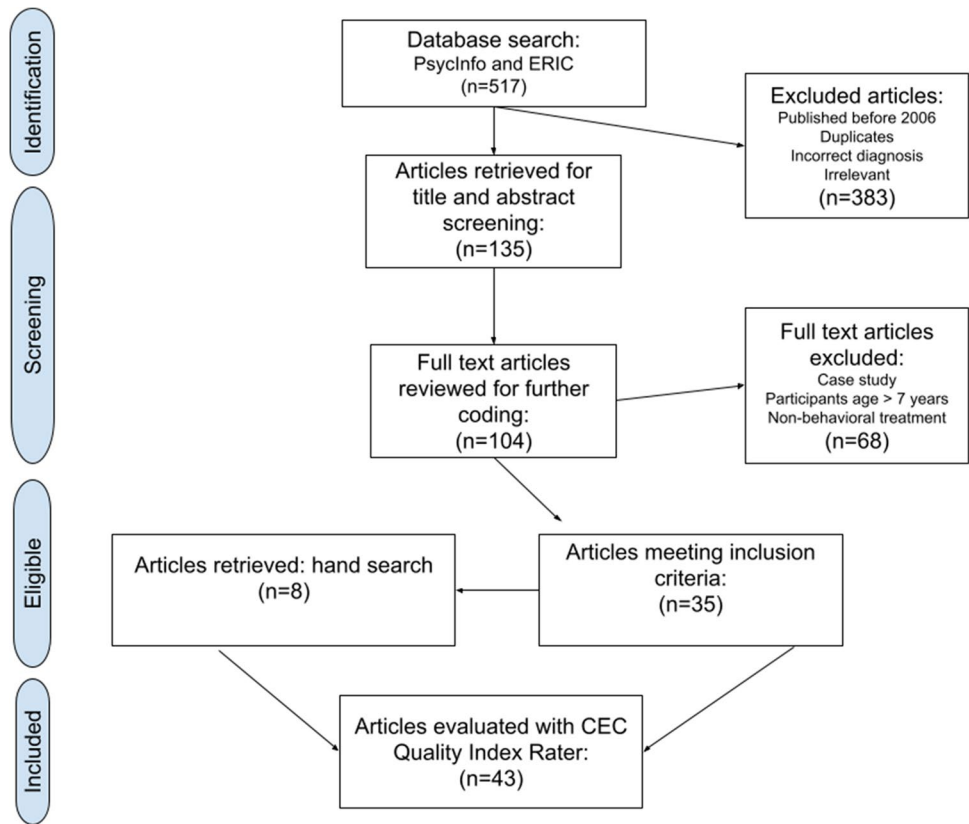 Identification
Database search:
PsycInfo and ERIC
(n=517)
Excluded articles:
Published before 2006
Duplicates
Incorrect diagnosis
Irrelevant
(n=383)
Screening
Articles retrieved for
title and abstract
screening:
(n=135)
Full text articles
reviewed for further
coding:
(n=104)
Full text articles
excluded:
Case study
Participants age > 7 years
Non-behavioral treatment
(n=68)
Eligible
Articles retrieved: hand search
(n=8)
Articles meeting inclusion
criteria:
(n=35)
Included
Articles evaluated with CEC
Quality Index Rater:
(n=43)